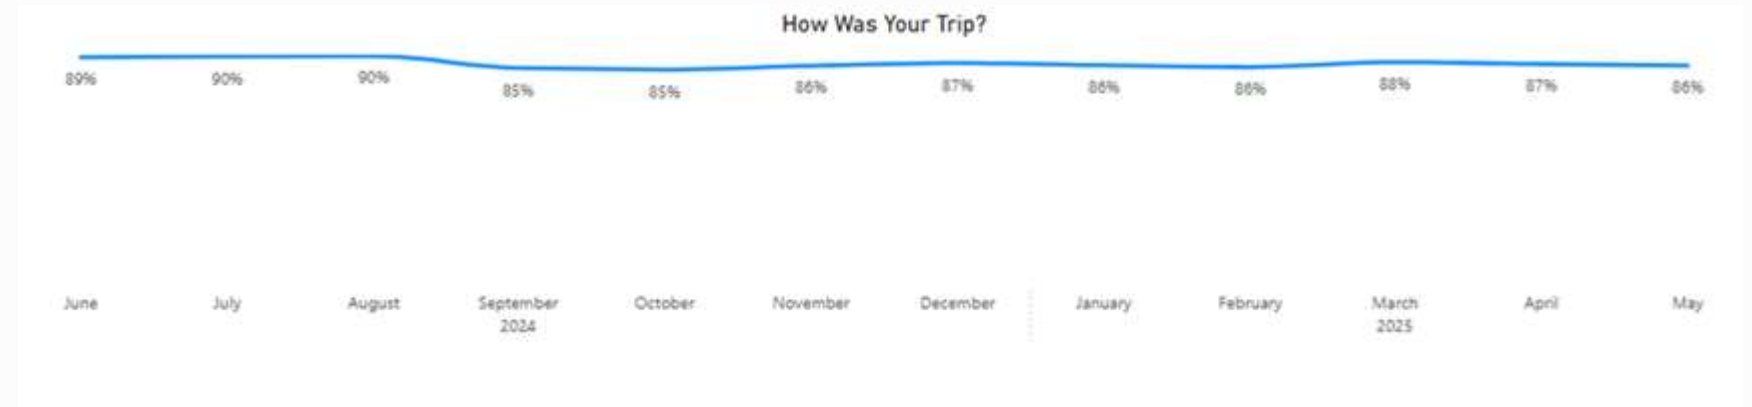 How Was Your Trip?
89% 90% 90% 85% 85% 86% 87% 86% 86% 88% 87% 86%
June July August September October November December January February March April May
2024 2025